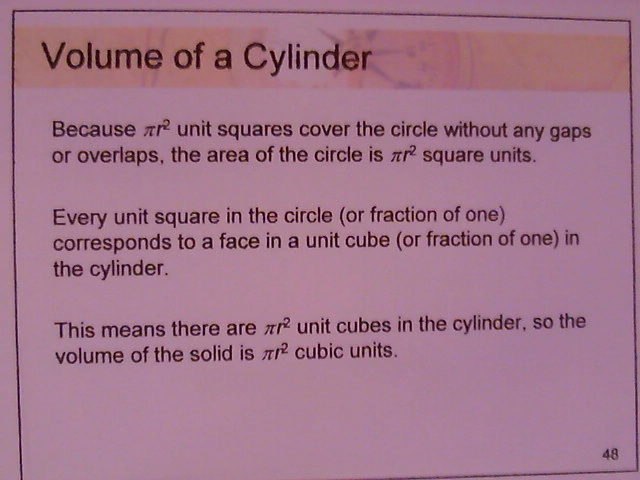 Volume of a Cylinder
Because πr² unit squares cover the circle without any gaps
or overlaps, the area of the circle is πr² square units.
Every unit square in the circle (or fraction of one)
corresponds to a face in a unit cube (or fraction of one) in
the cylinder.
This means there are πr² unit cubes in the cylinder, so the
volume of the solid is πr² cubic units.
48